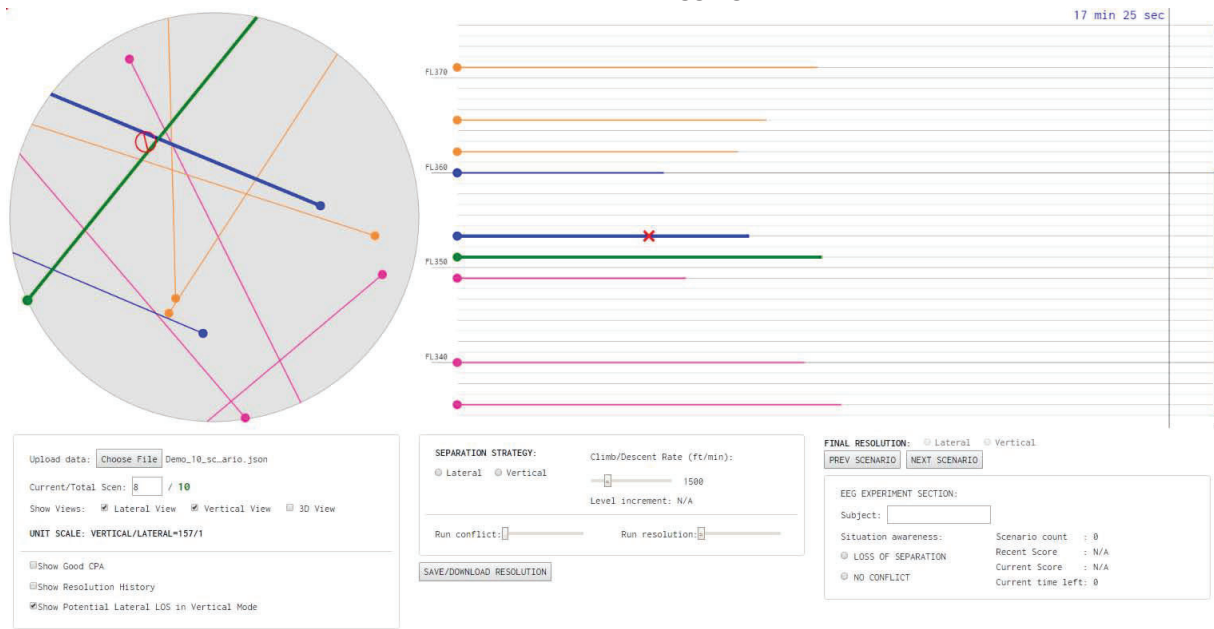 17 min 25 sec
FL370
FL360
FL350
FL340
Upload data: Choose File Demo_10_sc…ario.json
Current/Total Scen: 8 / 10
Show Views: Lateral View Vertical View 3D View
UNIT SCALE: VERTICAL/LATERAL=157/1
Show Good CPA
Show Resolution History
Show Potential Lateral LOS in Vertical Mode
SEPARATION STRATEGY:
Lateral Vertical
Climb/Descent Rate (ft/min):
1500
Level increment: N/A
Run conflict: Run resolution:
SAVE/DOWNLOAD RESOLUTION
FINAL RESOLUTION: Lateral Vertical
PREV SCENARIO NEXT SCENARIO
EEG EXPERIMENT SECTION:
Subject:
Situation awareness:
LOSS OF SEPARATION
NO CONFLICT
Scenario count : 0
Recent Score : N/A
Current Score : N/A
Current time left: 0